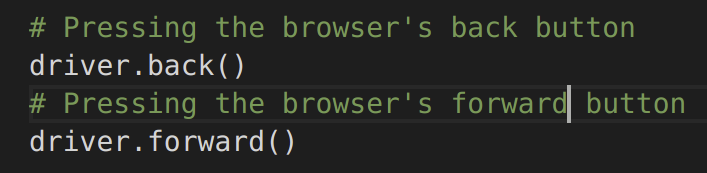 # Pressing the browser's back button
driver.back()
# Pressing the browser's forward button
driver.forward()